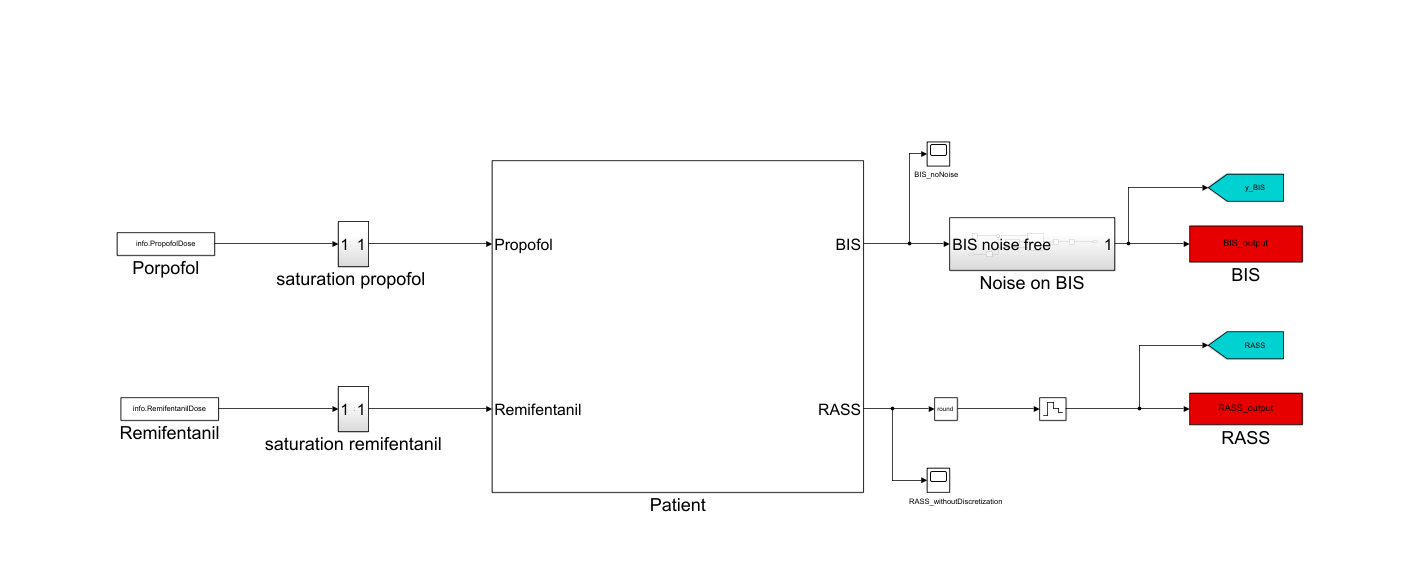 BIS_noNoise
y_BIS
info.PropofolDose
Porpofol
1 1
saturation propofol
Propofol
BIS
BIS noise free
1
Noise on BIS
BIS_output
BIS
RASS
info.RemifentanilDose
Remifentanil
1 1
saturation remifentanil
Remifentanil
RASS
round
RASS_output
RASS
RASS_withoutDiscretization
Patient